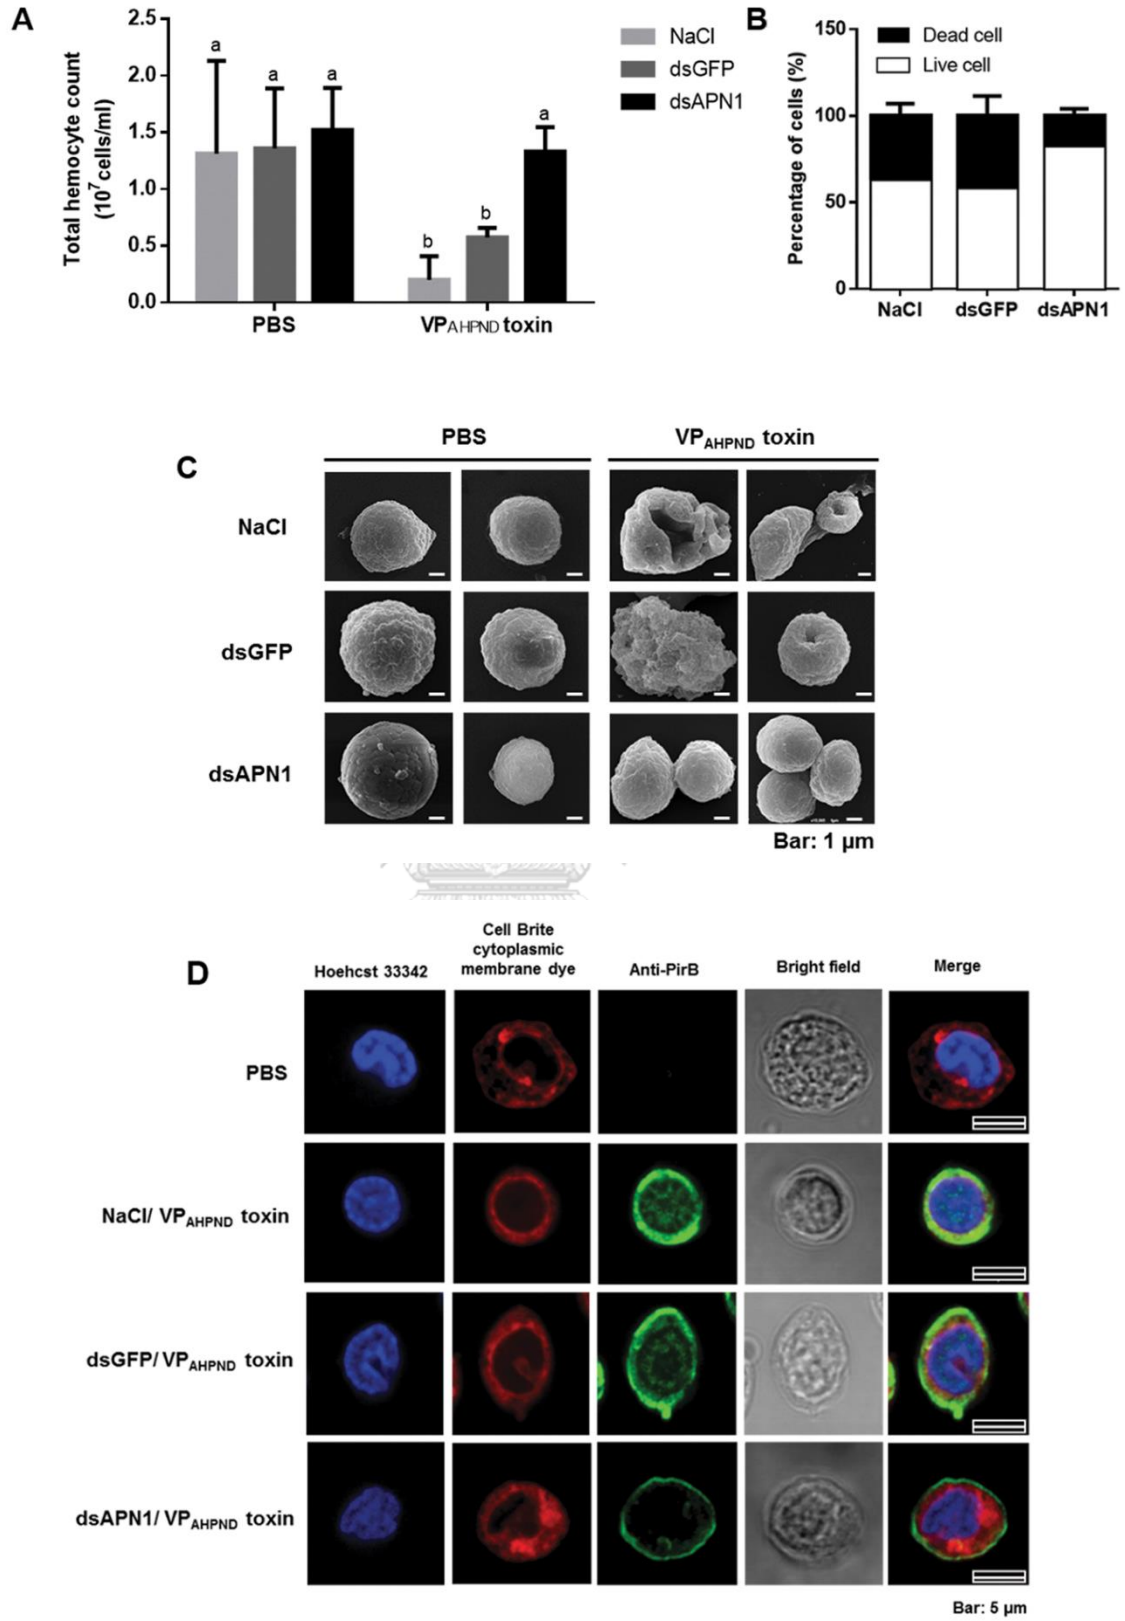 A
2.5
2.0
1.5
1.0
0.5
0.0
Total hemocyte count
(10⁷cells/ml)
a
a
a
b
b
a
PBS
VPAHPND toxin
NaCl
dsGFP
dsAPN1
B
150
100
50
0
Percentage of cells (%)
Dead cell
Live cell
NaCl
dsGFP
dsAPN1
C
PBS
VPAHPND toxin
NaCl
dsGFP
dsAPN1
Bar: 1 µm
D
Hoehcst 33342
Cell Brite
cytoplasmic
membrane dye
Anti-PirB
Bright field
Merge
PBS
NaCl/ VPAHPND toxin
dsGFP/ VPAHPND toxin
dsAPN1/ VPAHPND toxin
Bar: 5 µm